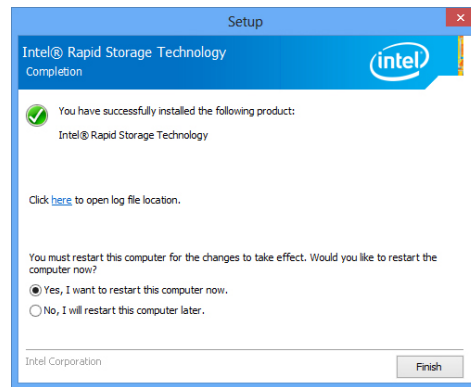 Setup
Intel® Rapid Storage Technology
Completion
intel
You have successfully installed the following product:
Intel® Rapid Storage Technology
Click here to open log file location.
You must restart this computer for the changes to take effect. Would you like to restart the
computer now?
Yes, I want to restart this computer now.
No, I will restart this computer later.
Intel Corporation
Finish